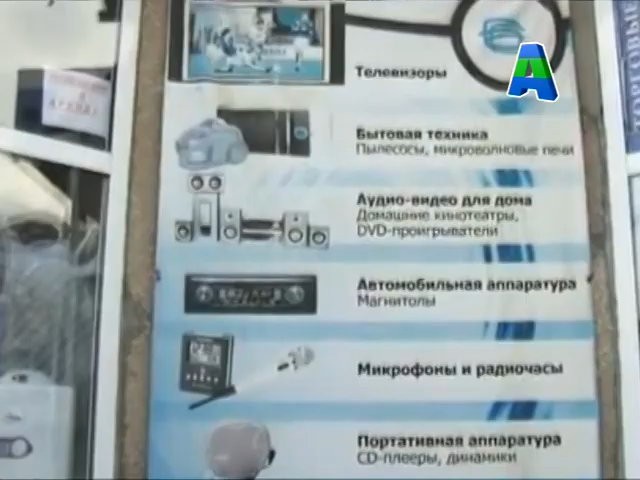 Телевизоры
Бытовая техника
Пылесосы, микроволновые печи
Аудио-видео для дома
Домашние кинотеатры,
DVD-проигрыватели
Автомобильная аппаратура
Магнитолы
Микрофоны и радиочасы
Портативная аппаратура
CD-плееры, динамики
ТОРГОВЫЕ